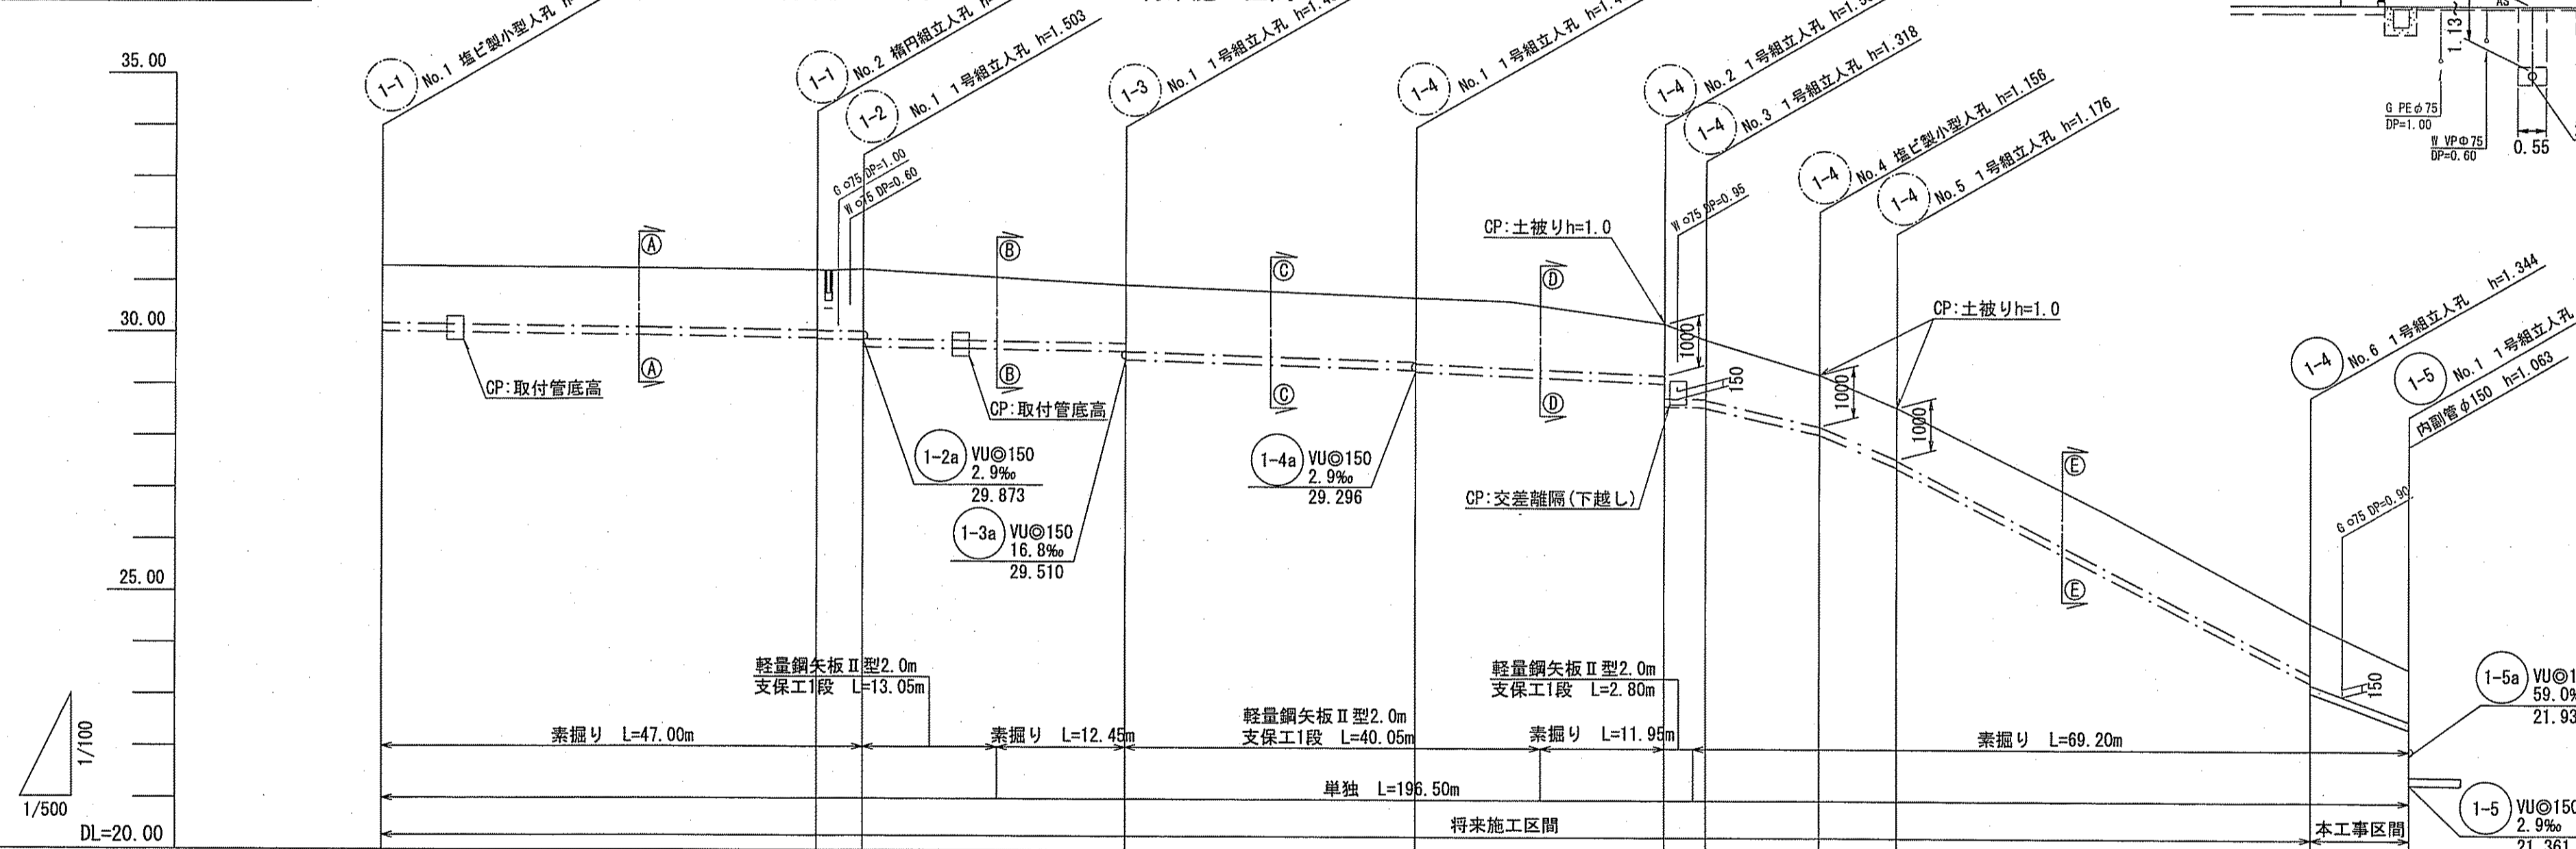 1-1 No.1 塩ビ製小型人孔
1-1 No.2 楕円組立人孔
1-2 No.1 1号組立人孔 h=1.503
1-3 No.1 1号組立人孔
1-4 No.1 1号組立人孔
1-4 No.2 1号組立人孔
1-4 No.3 1号組立人孔 h=1.318
1-4 No.4 塩ビ製小型人孔 h=1.156
1-4 No.5 1号組立人孔 h=1.176
1-4 No.6 1号組立人孔 h=1.344
1-5 No.1 1号組立人孔
内副管φ150 h=1.063
AS
1.13~
G PEφ75
DP=1.00
W VPΦ75
DP=0.60
0.55
35.00
30.00
25.00
DL=20.00
1/100
1/500
G ○75 DP=1.00
W ○75 DP=0.60
W ○75 DP=0.95
G ○75 DP=0.90
A
A
B
B
C
C
D
D
E
E
CP:取付管底高
CP:取付管底高
CP:土被りh=1.0
CP:土被りh=1.0
CP:交差離隔(下越し)
1000
150
1000
1000
150
1-2a VU◎150
2.9‰
29.873
1-3a VU◎150
16.8‰
29.510
1-4a VU◎150
2.9‰
29.296
1-5a
59.0
21.93
1-5 VU◎150
2.9‰
21.361
軽量鋼矢板Ⅱ型2.0m
支保工1段 L=13.05m
軽量鋼矢板Ⅱ型2.0m
支保工1段 L=40.05m
軽量鋼矢板Ⅱ型2.0m
支保工1段 L=2.80m
素掘り L=47.00m
素掘り L=12.45m
素掘り L=11.95m
素掘り L=69.20m
単独 L=196.50m
将来施工区間
本工事区間